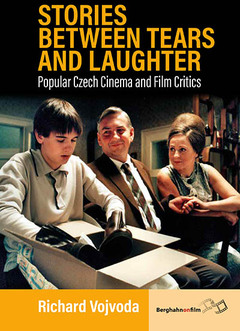 STORIES
BETWEEN TEARS
AND LAUGHTER
Popular Czech Cinema and Film Critics
Richard Vojvoda
Berghahnonfilm